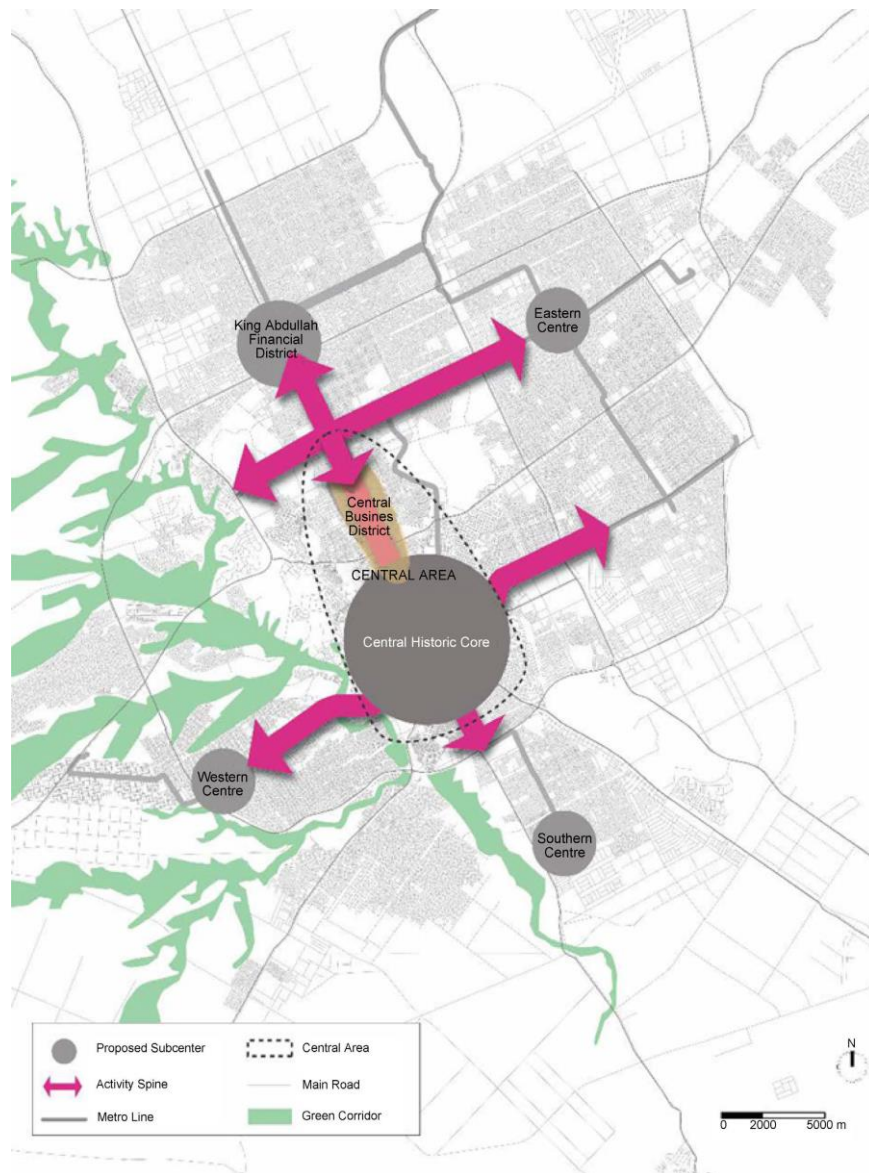 King Abdullah
Financial
District
Eastern
Centre
Central
Busines
District
CENTRAL AREA
Central Historic Core
Western
Centre
Southern
Centre
Proposed Subcenter
Central Area
Activity Spine
Main Road
Metro Line
Green Corridor
N
0 2000 5000 m